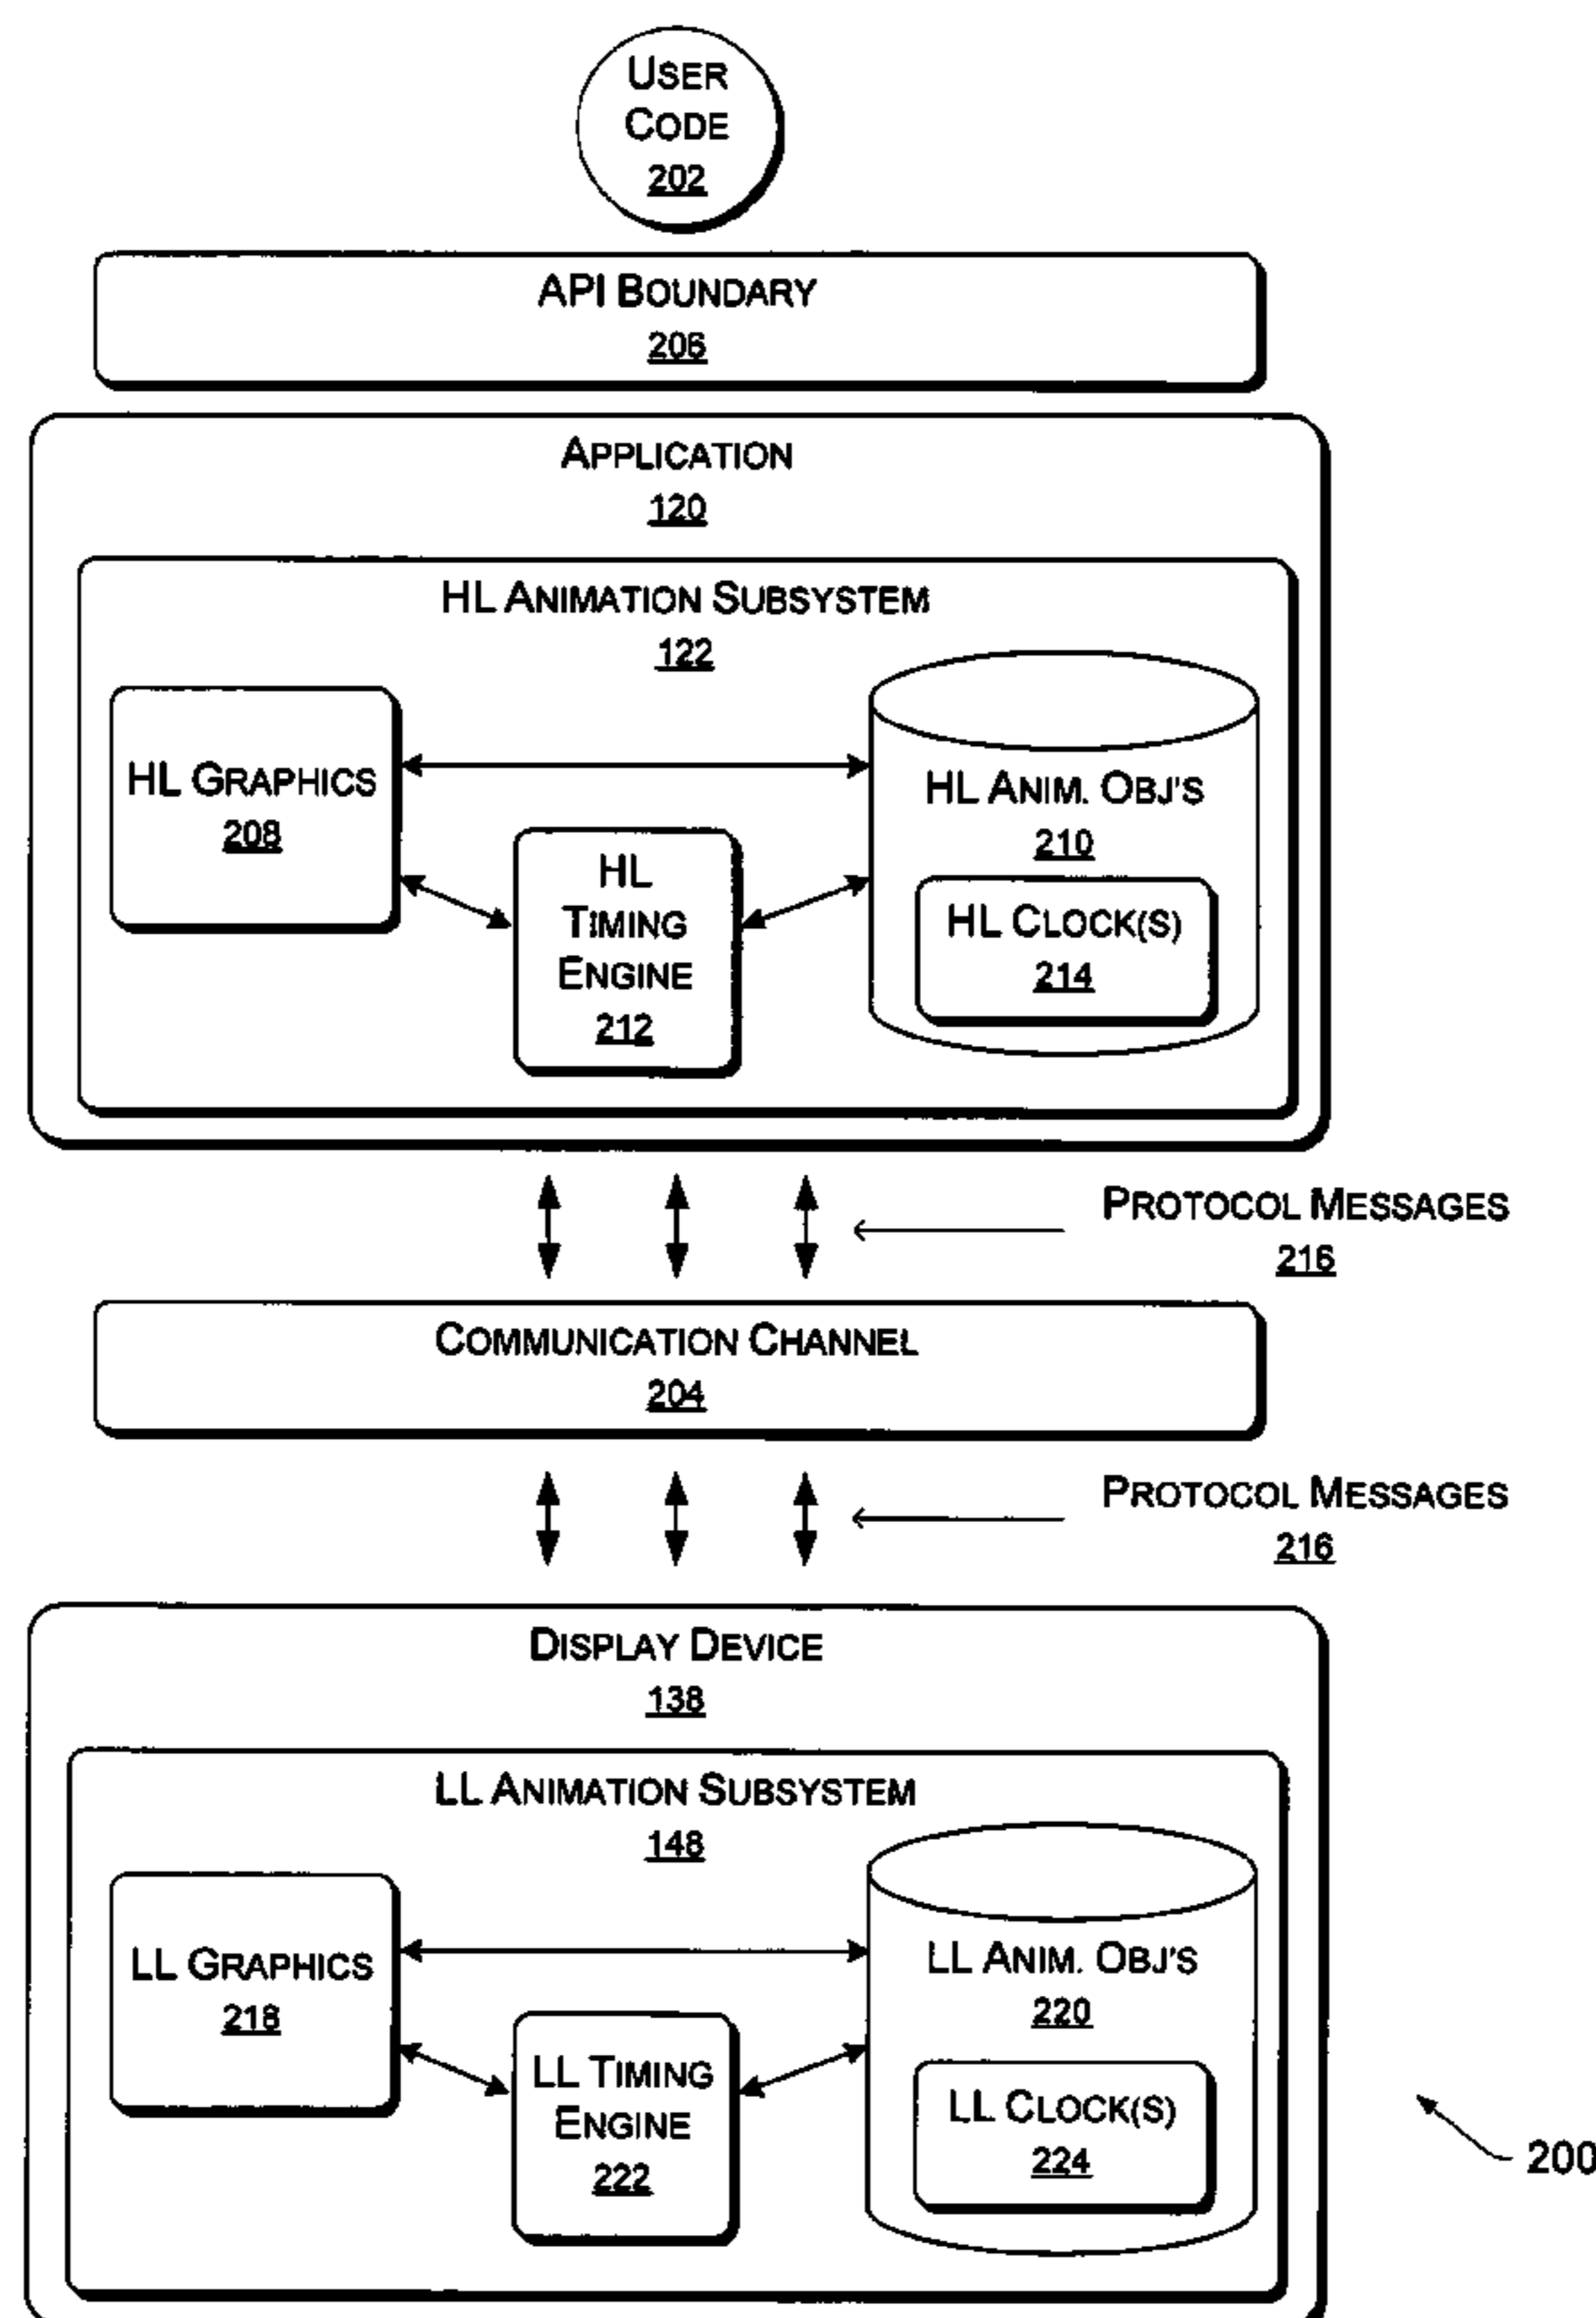 USER
CODE
202
API BOUNDARY
206
APPLICATION
120
HL ANIMATION SUBSYSTEM
122
HL GRAPHICS
208
HL
TIMING
ENGINE
212
HL ANIM. OBJ'S
210
HL CLOCK(S)
214
PROTOCOL MESSAGES
216
COMMUNICATION CHANNEL
204
PROTOCOL MESSAGES
216
DISPLAY DEVICE
138
LL ANIMATION SUBSYSTEM
148
LL GRAPHICS
218
LL TIMING
ENGINE
222
LL ANIM. OBJ'S
220
LL CLOCK(S)
224
200